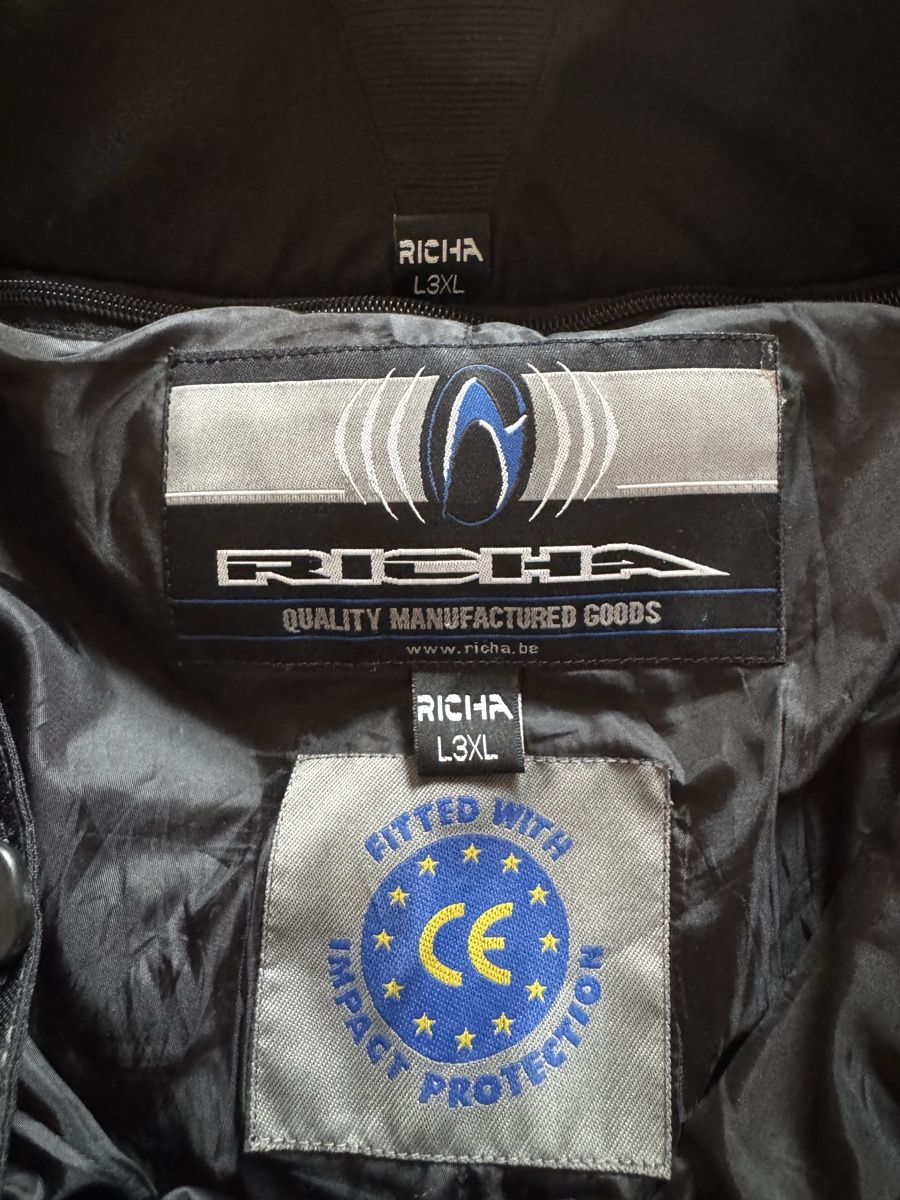 RICHA
L3XL
RICHA
QUALITY MANUFACTURED GOODS
www.richa.be
RICHA
L3XL
FITTED WITH
CE
IMPACT PROTECTION